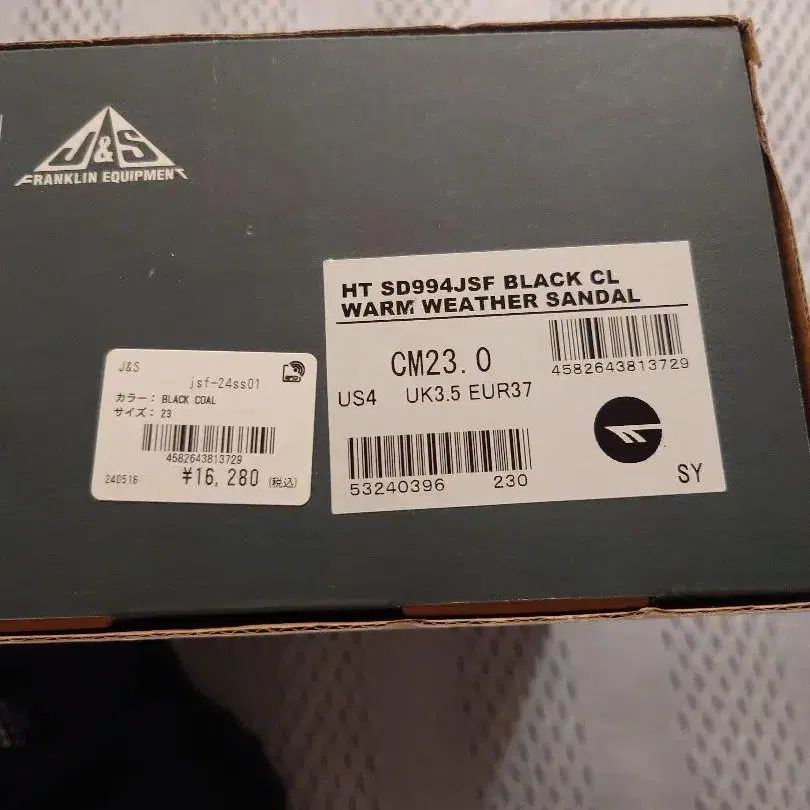 J&S
FRANKLIN EQUIPMENT
HT SD994JSF BLACK CL
WARM WEATHER SANDAL
CM23.0
4582643813729
US4 UK3.5 EUR37
53240396 230
SY
J&S
jsf-24ss01
カラー: BLACK COAL
サイズ: 23
4582643813729
240516 ¥16,280 (税込)